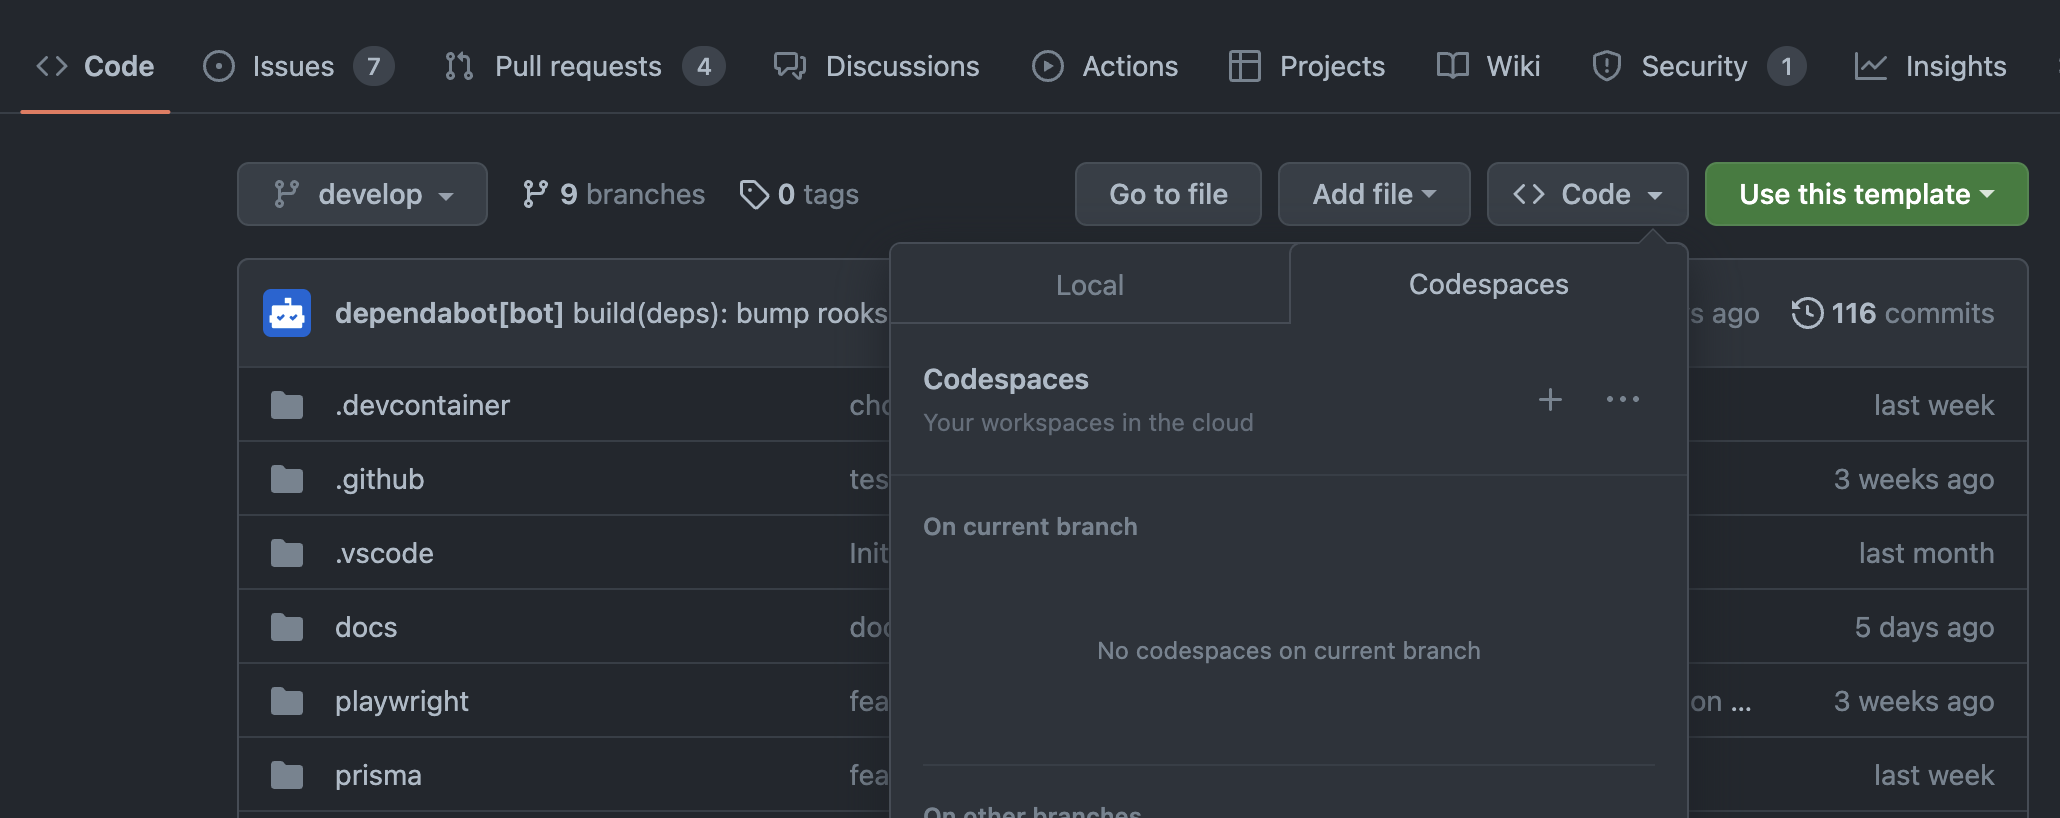 Code Issues 7 Pull requests 4 Discussions Actions Projects Wiki Security 1 Insights
develop 9 branches 0 tags Go to file Add file Code Use this template
Local Codespaces
dependabot[bot] build(deps): bump rooks s ago 116 commits
Codespaces
.devcontainer last week
Your workspaces in the cloud
.github tes 3 weeks ago
On current branch
.vscode Init last month
docs 5 days ago
No codespaces on current branch
playwright fea on ... 3 weeks ago
prisma fea last week
On other branches